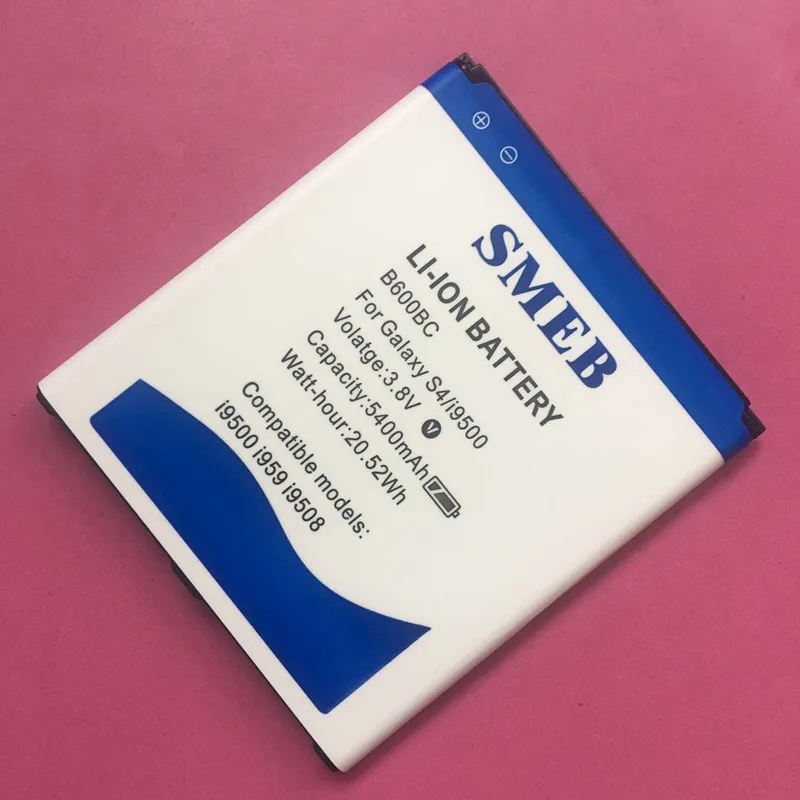 SMEB
LI-ION BATTERY
B600BC
For Galaxy S4/i9500
Volatge:3.8V
Capacity:5400mAh
Watt-hour:20.52Wh
Compatible models:
i9500 i959 i9508